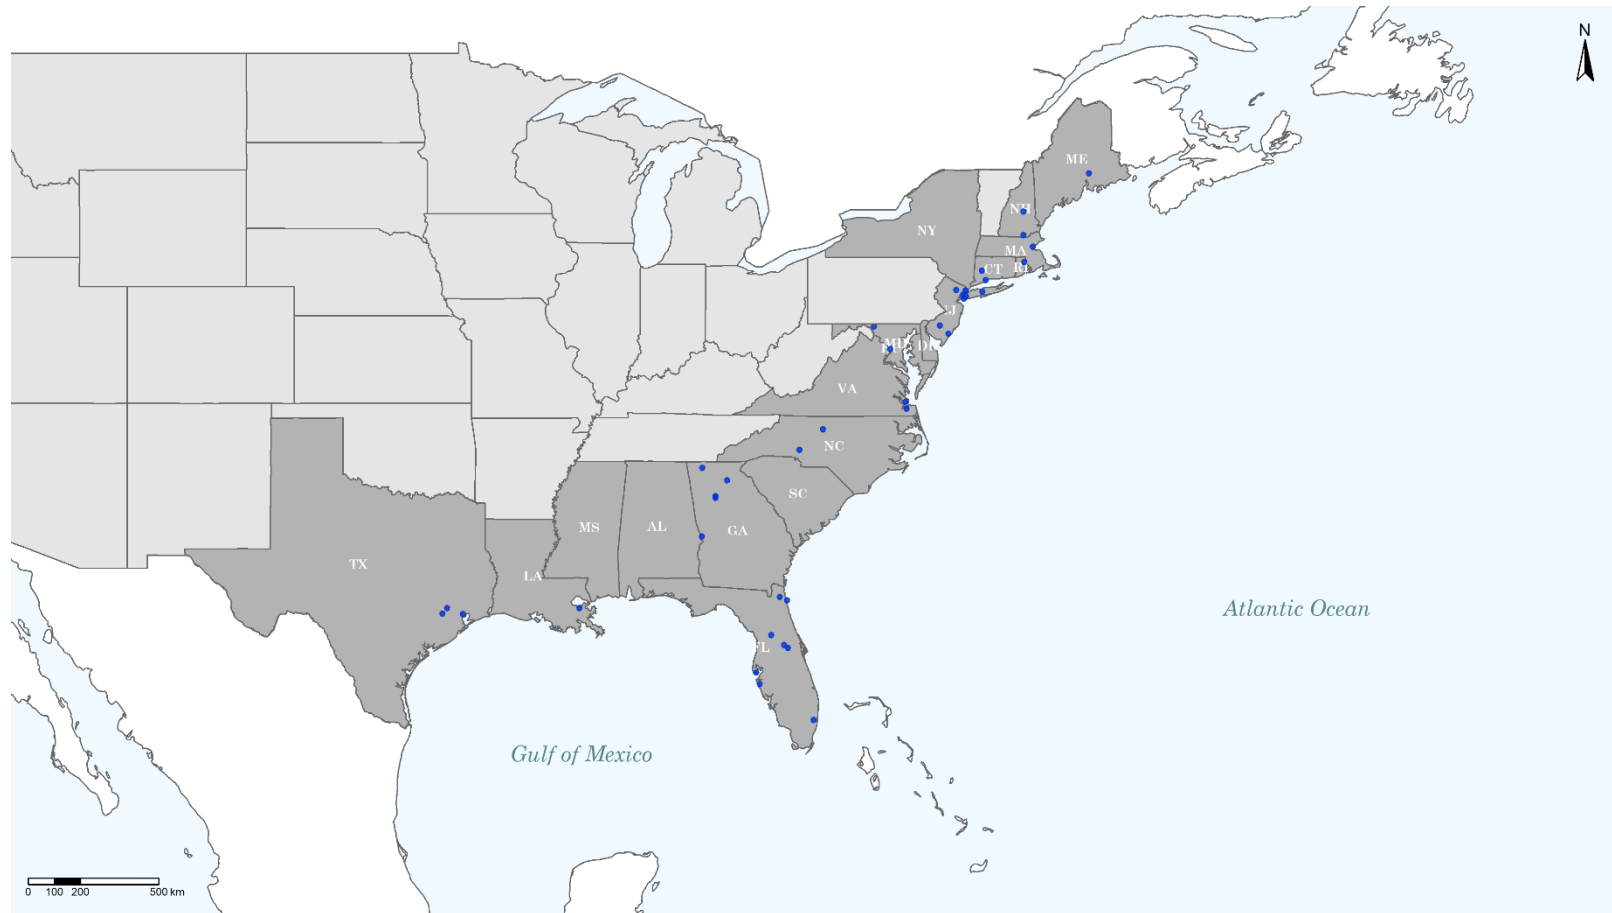 N
ME
NH
NY
MA
CT RI
MD
VA
NC
SC
MS
AL
GA
TX
LA
Atlantic Ocean
FL
Gulf of Mexico
0 100 200 500 km